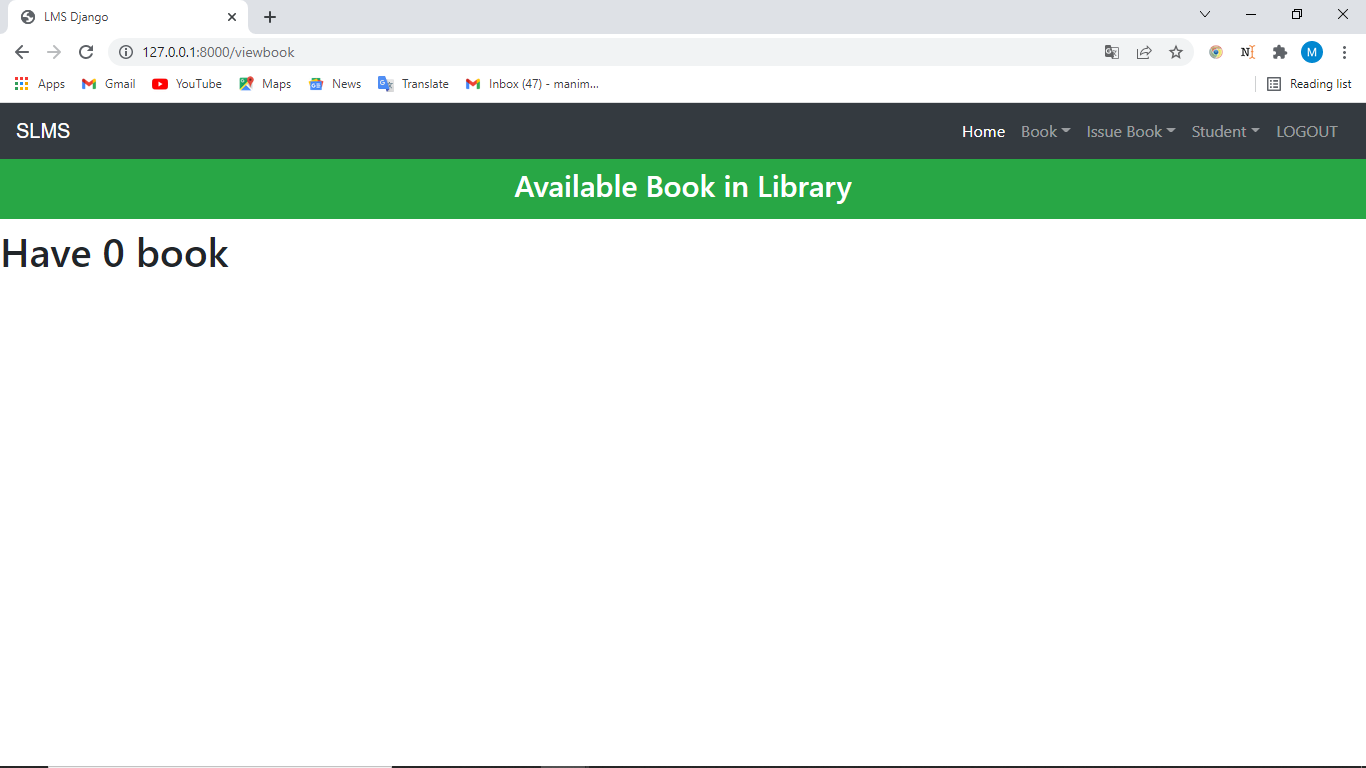 LMS Django
127.0.0.1:8000/viewbook
M
Apps Gmail YouTube Maps News Translate Inbox (47) - manim... Reading list
SLMS Home Book Issue Book Student LOGOUT
Available Book in Library
Have 0 book